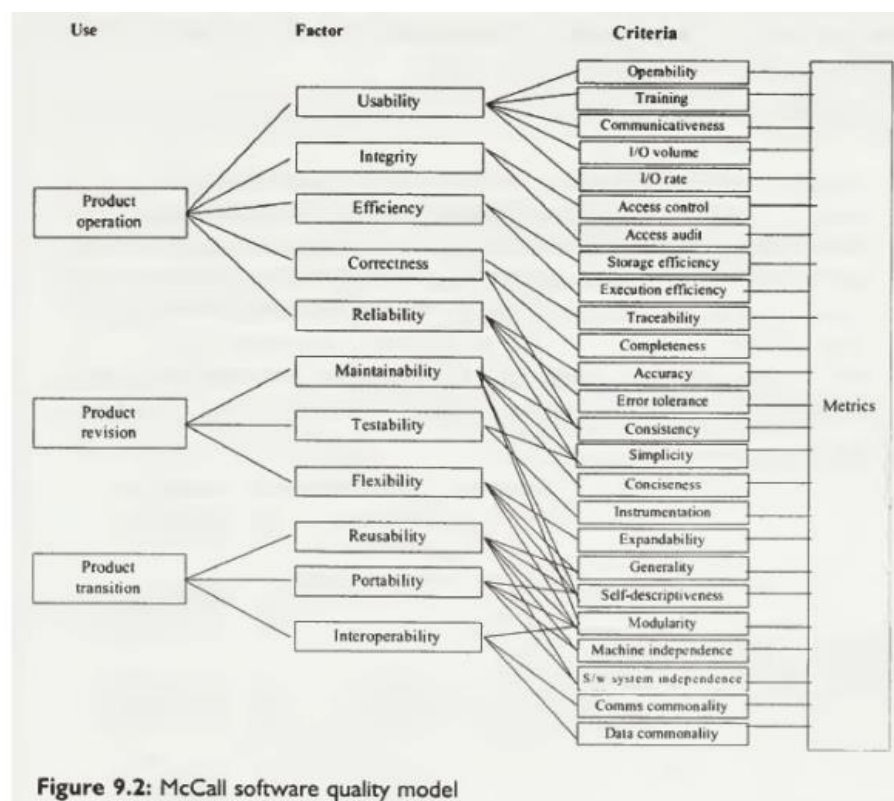 Use Factor Criteria
Operability
Usability
Training
Communicativeness
I/O volume
Integrity
I/O rate
Product
operation
Efficiency
Access control
Access audit
Correctness
Storage efficiency
Execution efficiency
Reliability
Traceability
Completeness
Maintainability
Accuracy
Error tolerance
Metrics
Product
revision
Testability
Consistency
Simplicity
Flexibility
Conciseness
Instrumentation
Reusability
Expandability
Product
transition
Generality
Portability
Self-descriptiveness
Interoperability
Modularity
Machine independence
S/w system independence
Comms commonality
Data commonality
Figure 9.2: McCall software quality model